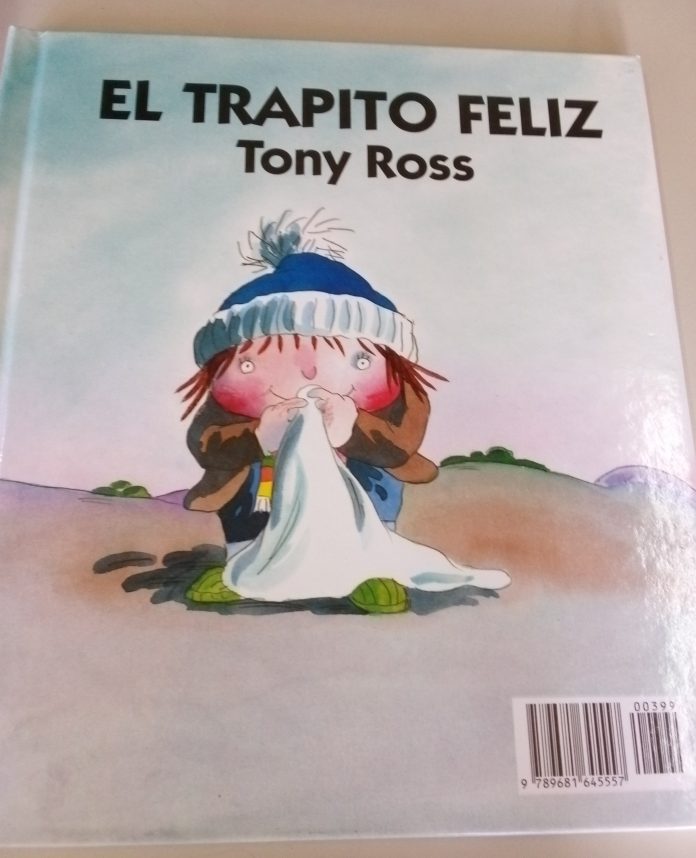 EL TRAPITO FELIZ
Tony Ross
00399
9 789681 645557